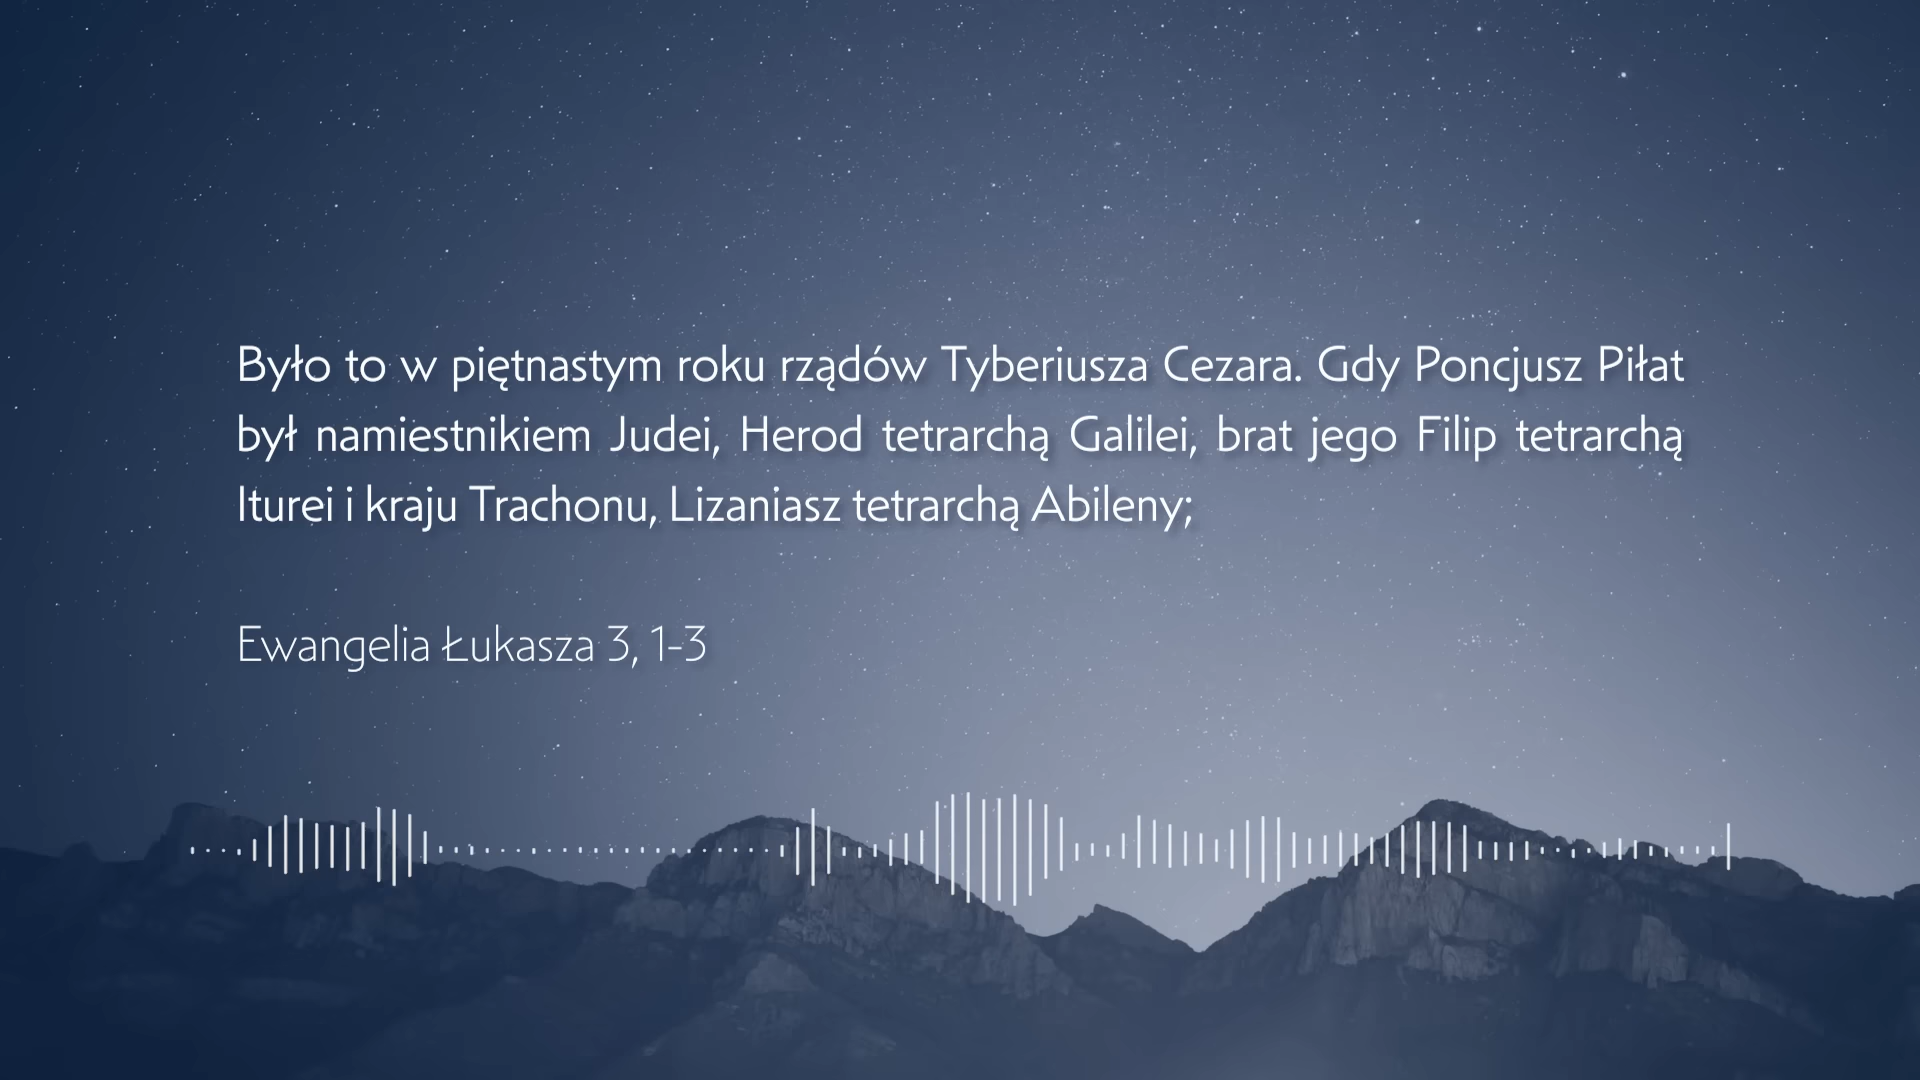 Było to w piętnastym roku rządów Tyberiusza Cezara. Gdy Poncjusz Piłat
był namiestnikiem Judei, Herod tetrarchą Galilei, brat jego Filip tetrarchą
Iturei i kraju Trachonu, Lizaniasz tetrarchą Abileny;
Ewangelia Łukasza 3, 1-3